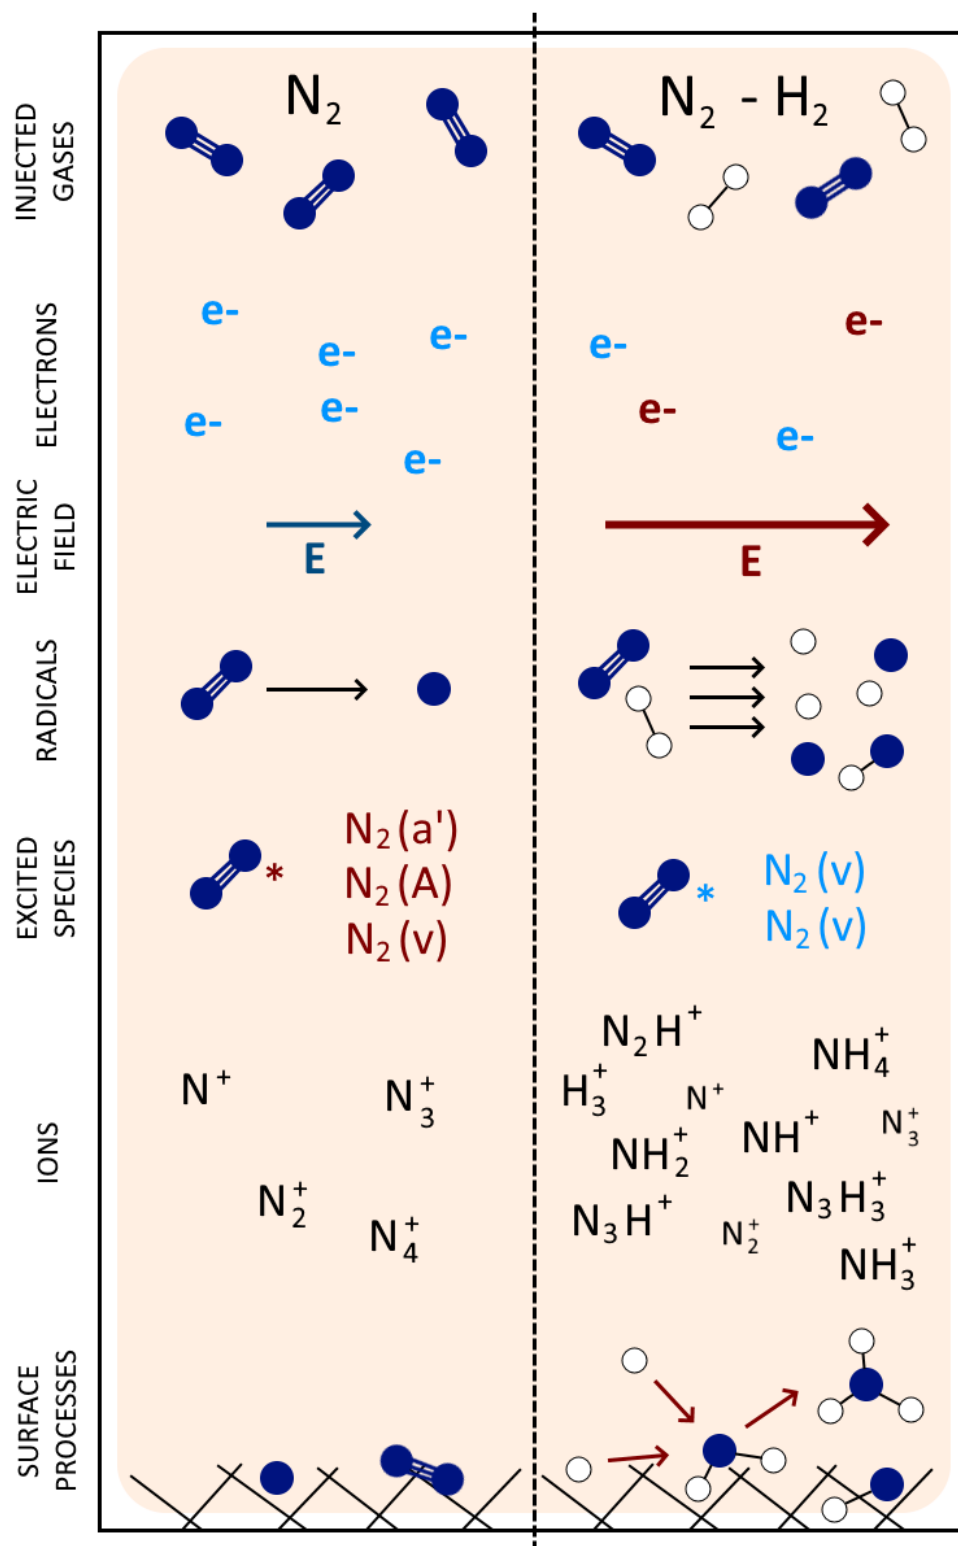 INJECTED
GASES
N₂
N₂ - H₂
ELECTRONS
e-
e-
e-
e-
e-
e-
e-
e-
e-
e-
ELECTRIC
FIELD
E
E
RADICALS
EXCITED
SPECIES
*
N₂(a')
N₂(A)
N₂(v)
*
N₂(v)
N₂(v)
IONS
N⁺
N₃⁺
N₂⁺
N₄⁺
N₂H⁺
NH₄⁺
H₃⁺
N⁺
N₃⁺
NH⁺
NH₂⁺
N₃H₃⁺
N₃H⁺
N₂⁺
NH₃⁺
SURFACE
PROCESSES